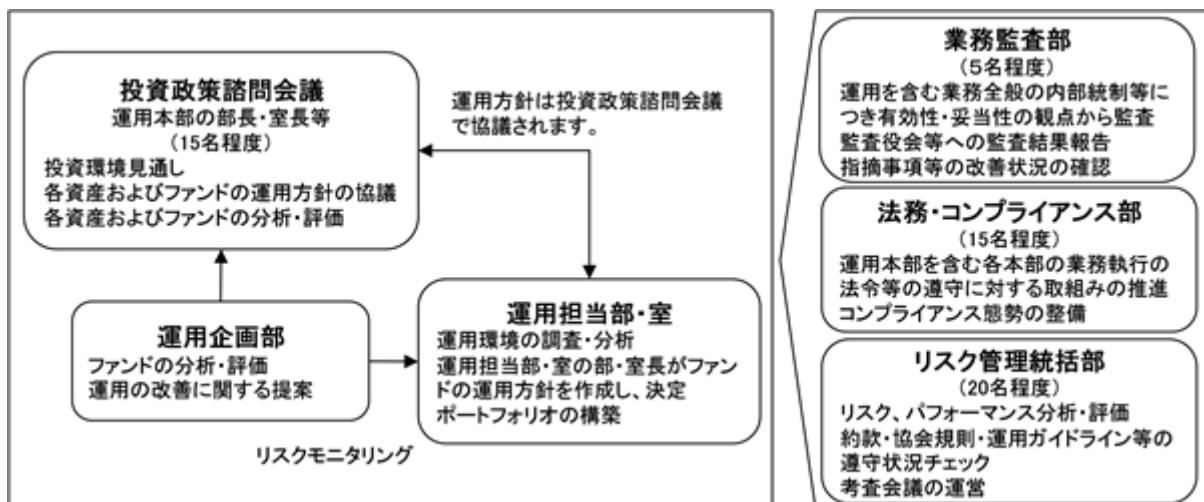 投資政策諮問会議
運用本部の部長・室長等
(15名程度)
投資環境見通し
各資産およびファンドの運用方針の協議
各資産およびファンドの分析・評価
運用方針は投資政策諮問会議
で協議されます。
運用企画部
ファンドの分析・評価
運用の改善に関する提案
運用担当部・室
運用環境の調査・分析
運用担当部・室の部・室長がファン
ドの運用方針を作成し、決定
ポートフォリオの構築
リスクモニタリング
業務監査部
(5名程度)
運用を含む業務全般の内部統制等に
つき有効性・妥当性の観点から監査
監査役会等への監査結果報告
指摘事項等の改善状況の確認
法務・コンプライアンス部
(15名程度)
運用本部を含む各本部の業務執行の
法令等の遵守に対する取組みの推進
コンプライアンス態勢の整備
リスク管理統括部
(20名程度)
リスク、パフォーマンス分析・評価
約款・協会規則・運用ガイドライン等の
遵守状況チェック
考査会議の運営